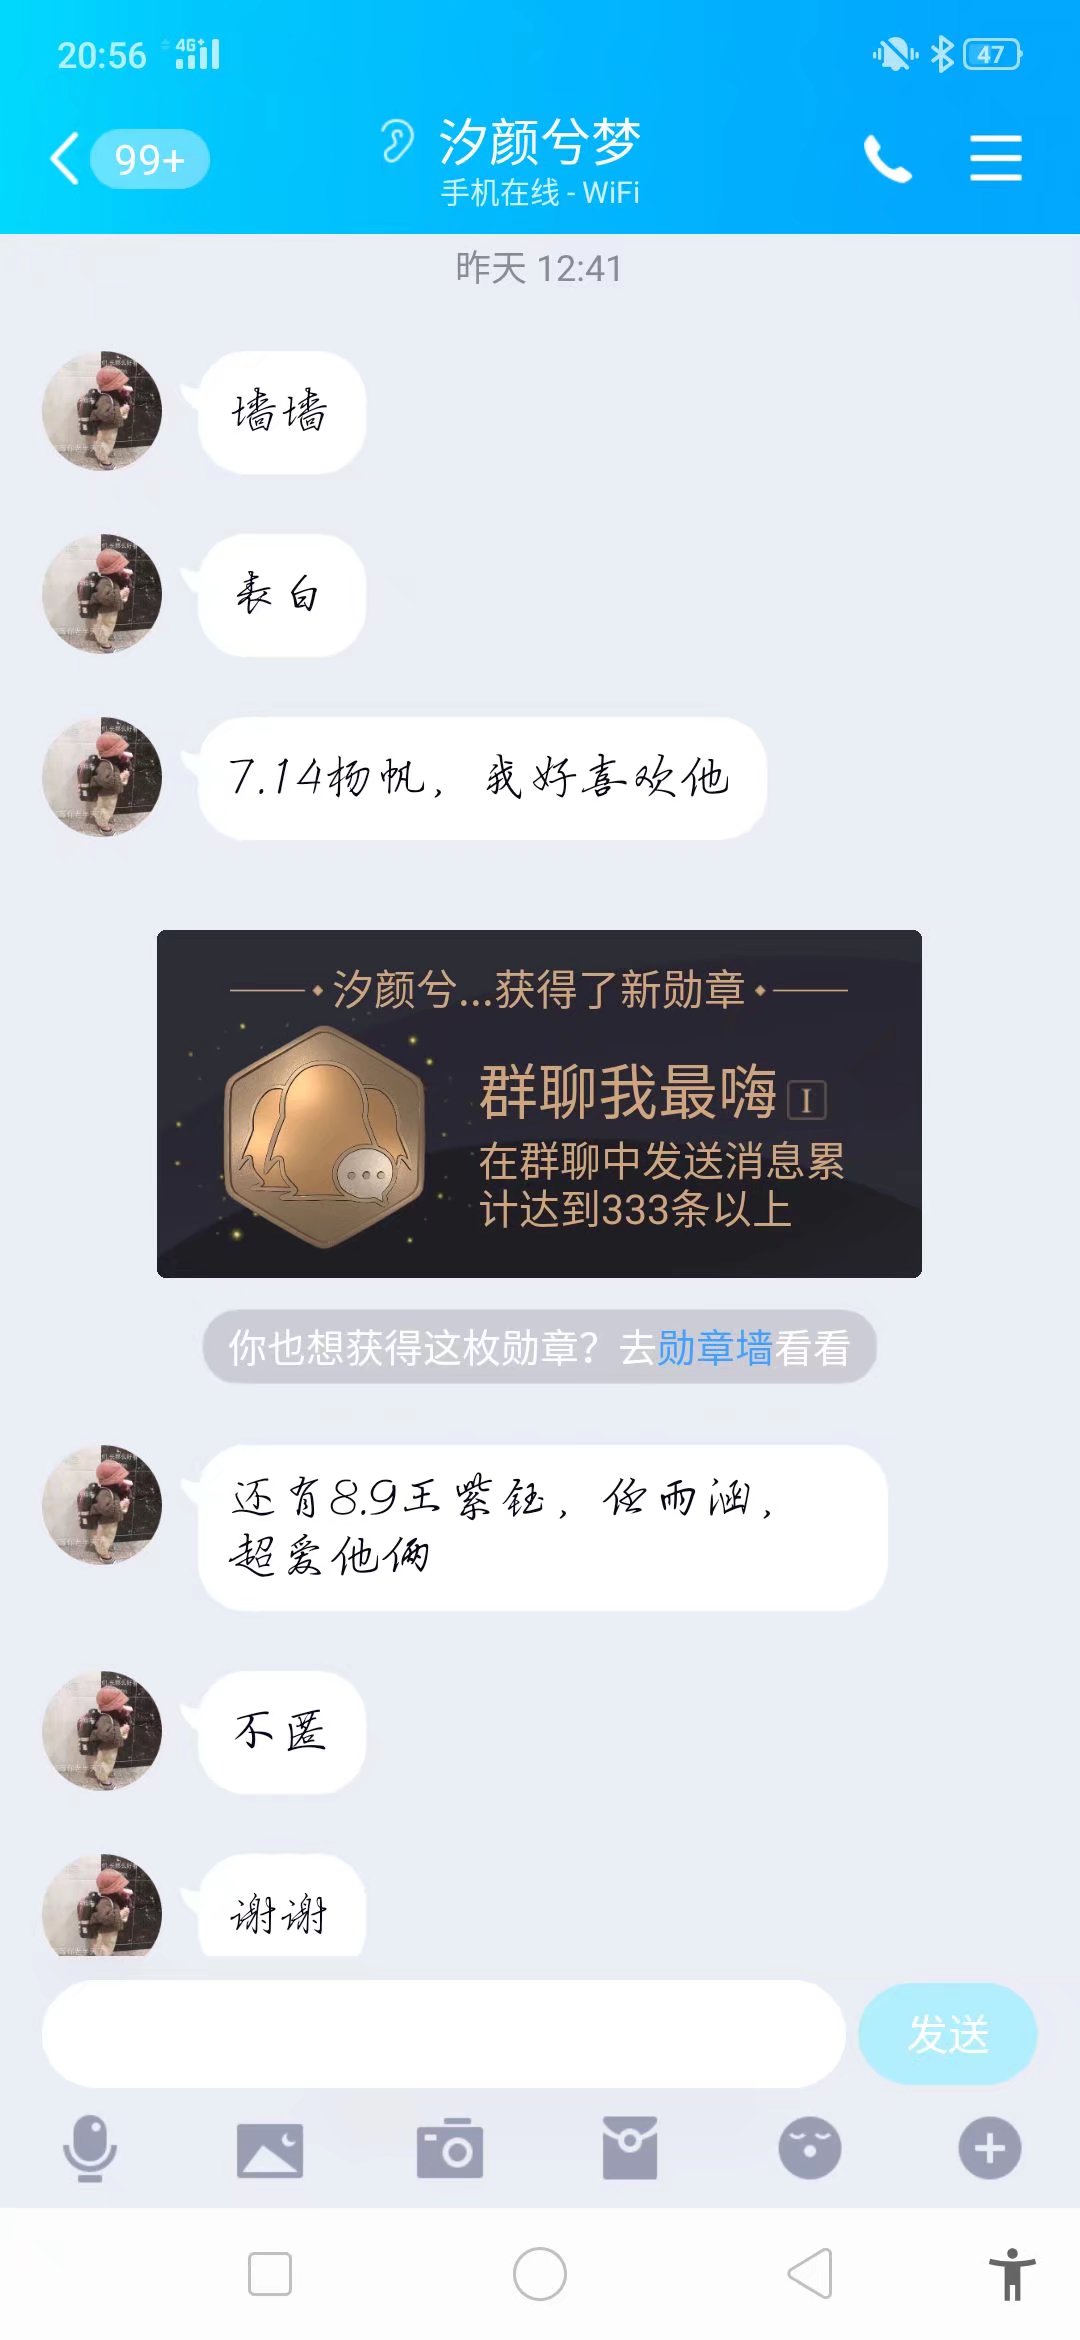 20:56 4G+ 47
99+
汐颜兮梦
手机在线 - WiFi
昨天 12:41
墙墙
表白
7.14杨帆，我好喜欢他
汐颜兮...获得了新勋章
群聊我最嗨 I
在群聊中发送消息累
计达到333条以上
你也想获得这枚勋章？去勋章墙看看
还有8.9王紫钰，任雨涵，
超爱他俩
不匿
谢谢
发送